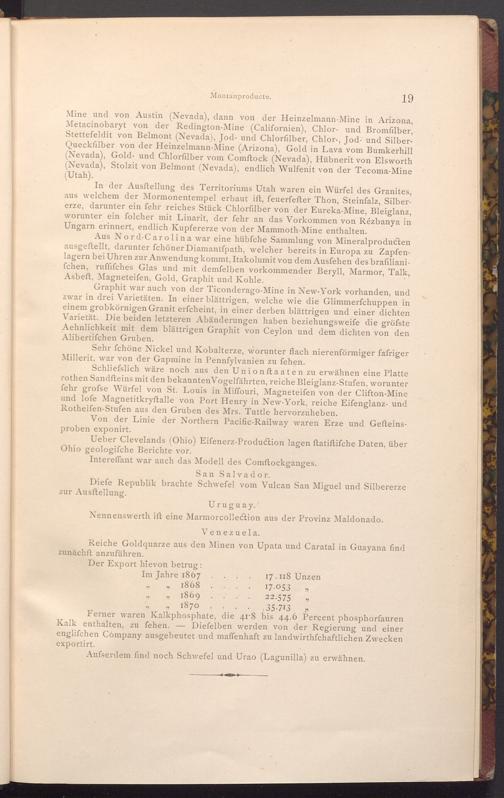 Montanproducte. 19
Mine und von Austin (Nevada), dann von der Heinzelmann-Mine in Arizona,
Metacinobaryt von der Redington-Mine (Californien), Chlor- und Bromſilber,
Stettefeldit von Belmont (Nevada), Jod- und Chlorſilber, Chlor-, Jod- und Silber-
Queckſilber von der Heinzelmann-Mine (Arizona), Gold in Lava vom Bumkerhill
(Nevada), Gold- und Chlorſilber vom Comſtock (Nevada), Hübnerit von Elsworth
(Nevada), Stolzit von Belmont (Nevada), endlich Wulfenit von der Tecoma-Mine
(Utah).
In der Ausſtellung des Territoriums Utah waren ein Würfel des Granites,
aus welchem der Mormonentempel erbaut iſt, feuerfeſter Thon, Steinſalz, Silber-
erze, darunter ein ſehr reiches Stück Chlorſilber von der Eureka-Mine, Bleiglanz,
worunter ein ſolcher mit Linarit, der ſehr an das Vorkommen von Rézbanya in
Ungarn erinnert, endlich Kupfererze von der Mammoth-Mine enthalten.
Aus Nord-Carolina war eine hübſche Sammlung von Mineralproducten
ausgeſtellt, darunter ſchöner Diamantſpath, welcher bereits in Europa zu Zapfen-
lagern bei Uhren zur Anwendung kommt, Itakolumit von dem Ausſehen des braſiliani-
ſchen, ruſſiſches Glas und mit demſelben vorkommender Beryll, Marmor, Talk,
Asbeſt, Magneteiſen, Gold, Graphit und Kohle.
Graphit war auch von der Ticonderago-Mine in New-York vorhanden, und
zwar in drei Varietäten. In einer blättrigen, welche wie die Glimmerſchuppen in
einem grobkörnigen Granit erſcheint, in einer derben blättrigen und einer dichten
Varietät. Die beiden letzteren Abänderungen haben beziehungsweiſe die gröſste
Aehnlichkeit mit dem blättrigen Graphit von Ceylon und dem dichten von den
Alibertiſchen Gruben.
Sehr ſchöne Nickel und Kobalterze, worunter flach nierenförmiger faſriger
Millerit, war von der Gapmine in Pennſylvanien zu ſehen.
Schlieſslich wäre noch aus den Unionſtaaten zu erwähnen eine Platte
rothen Sandſteins mit den bekannten Vogelfährten, reiche Bleiglanz-Stufen, worunter
ſehr groſse Würfel von St. Louis in Miſſouri, Magneteiſen von der Clifton-Mine
und loſe Magnetitkryſtalle von Port Henry in New-York, reiche Eiſenglanz- und
Rotheiſen-Stufen aus den Gruben des Mrs. Tuttle hervorzuheben.
Von der Linie der Northern Pacific-Railway waren Erze und Geſteins-
proben exponirt.
Ueber Clevelands (Ohio) Eiſenerz-Production lagen ſtatiſtiſche Daten, über
Ohio geologiſche Berichte vor.
Intereſſant war auch das Modell des Comſtockganges.
San Salvador.
Dieſe Republik brachte Schwefel vom Vulcan San Miguel und Silbererze
zur Ausſtellung.
Uruguay.
Nennenswerth iſt eine Marmorcollection aus der Provinz Maldonado.
Venezuela.
Reiche Goldquarze aus den Minen von Upata und Caratal in Guayana ſind
zunächſt anzuführen.
Der Export hievon betrug:
Im Jahre 1867 . . . . 17.118 Unzen
„ „ 1868 . . . . 17.053 „
„ „ 1869 . . . . 22.575 „
„ „ 1870 . . . . 35.713 „
Ferner waren Kalkphosphate, die 41·8 bis 44.6 Percent phosphorſauren
Kalk enthalten, zu ſehen. — Dieſelben werden von der Regierung und einer
engliſchen Company ausgebeutet und maſſenhaft zu landwirthſchaftlichen Zwecken
exportirt.
Auſserdem ſind noch Schwefel und Urao (Lagunilla) zu erwähnen.